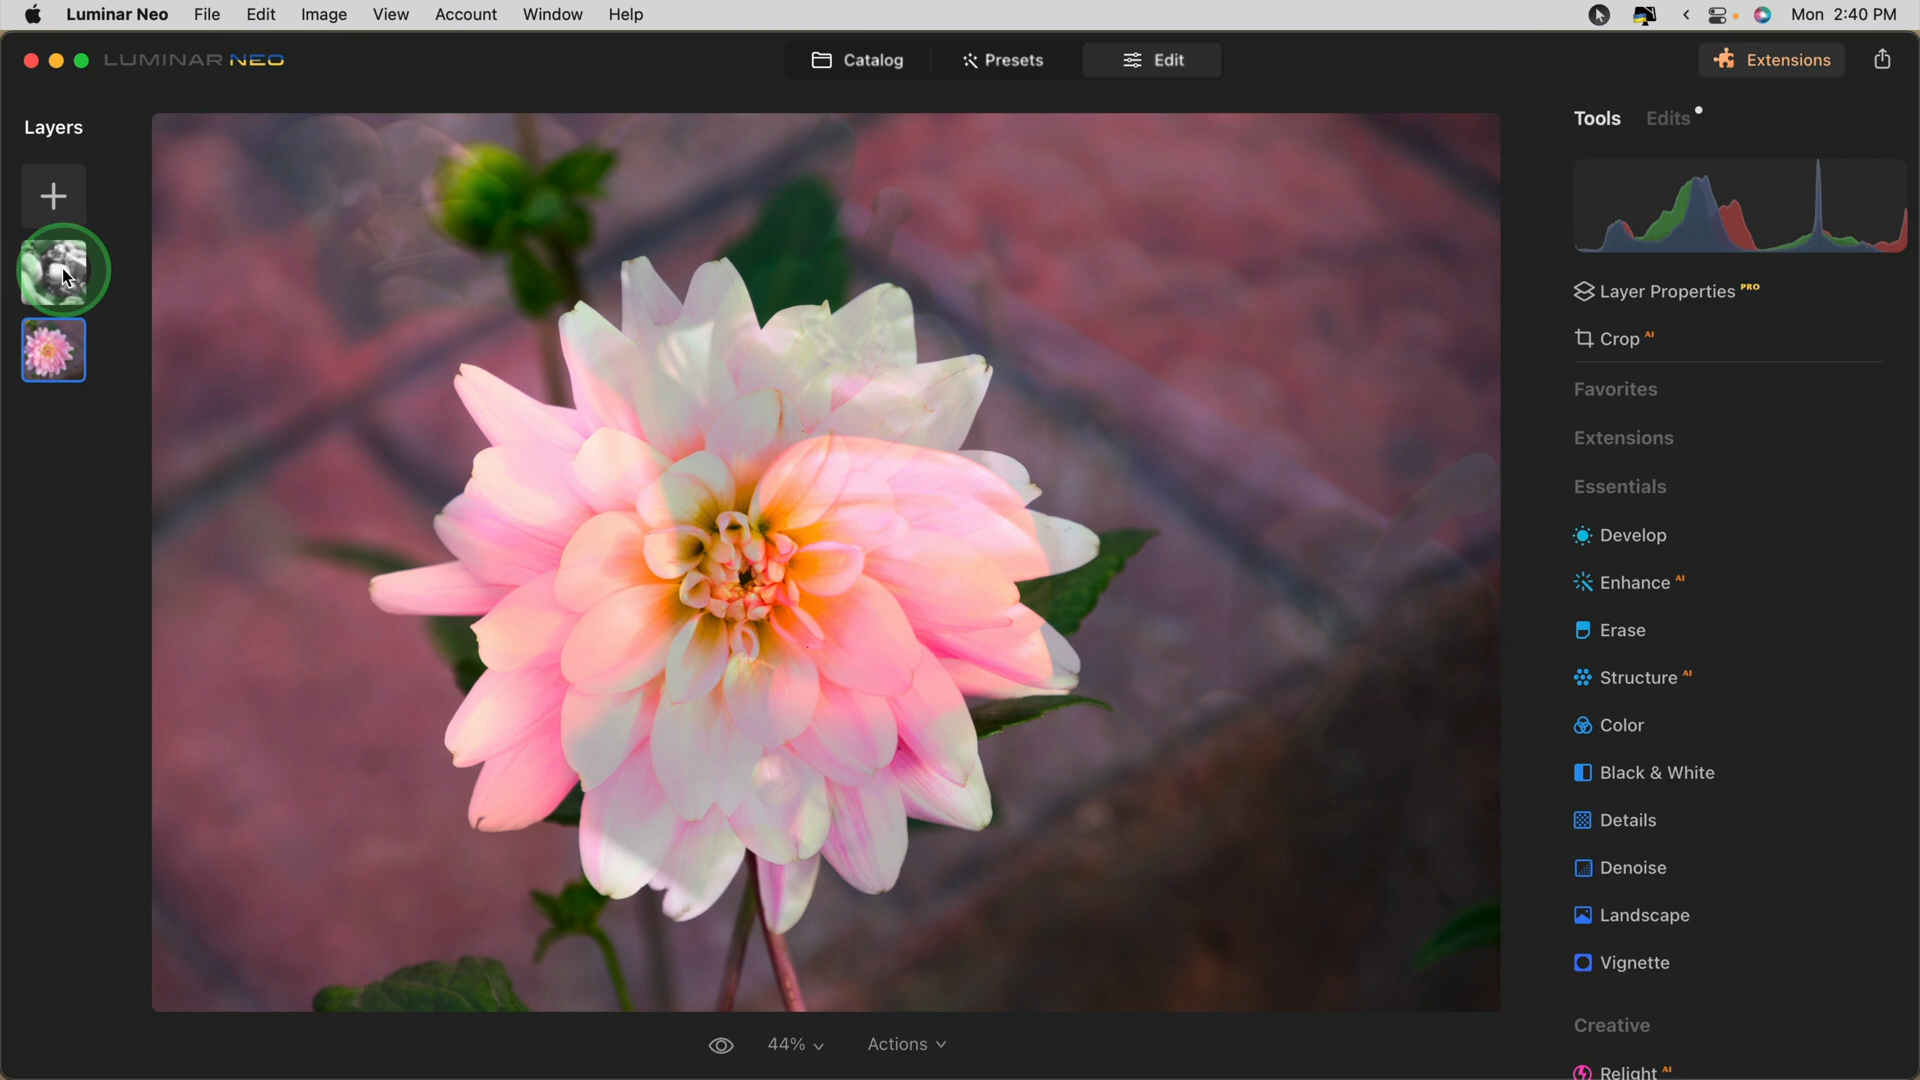 Luminar Neo File Edit Image View Account Window Help Mon 2:40 PM
LUMINAR NEO Catalog Presets Edit Extensions
Layers
Tools Edits
Layer Properties PRO
Crop AI
Favorites
Extensions
Essentials
Develop
Enhance AI
Erase
Structure AI
Color
Black & White
Details
Denoise
Landscape
Vignette
Creative
Relight AI
44% Actions